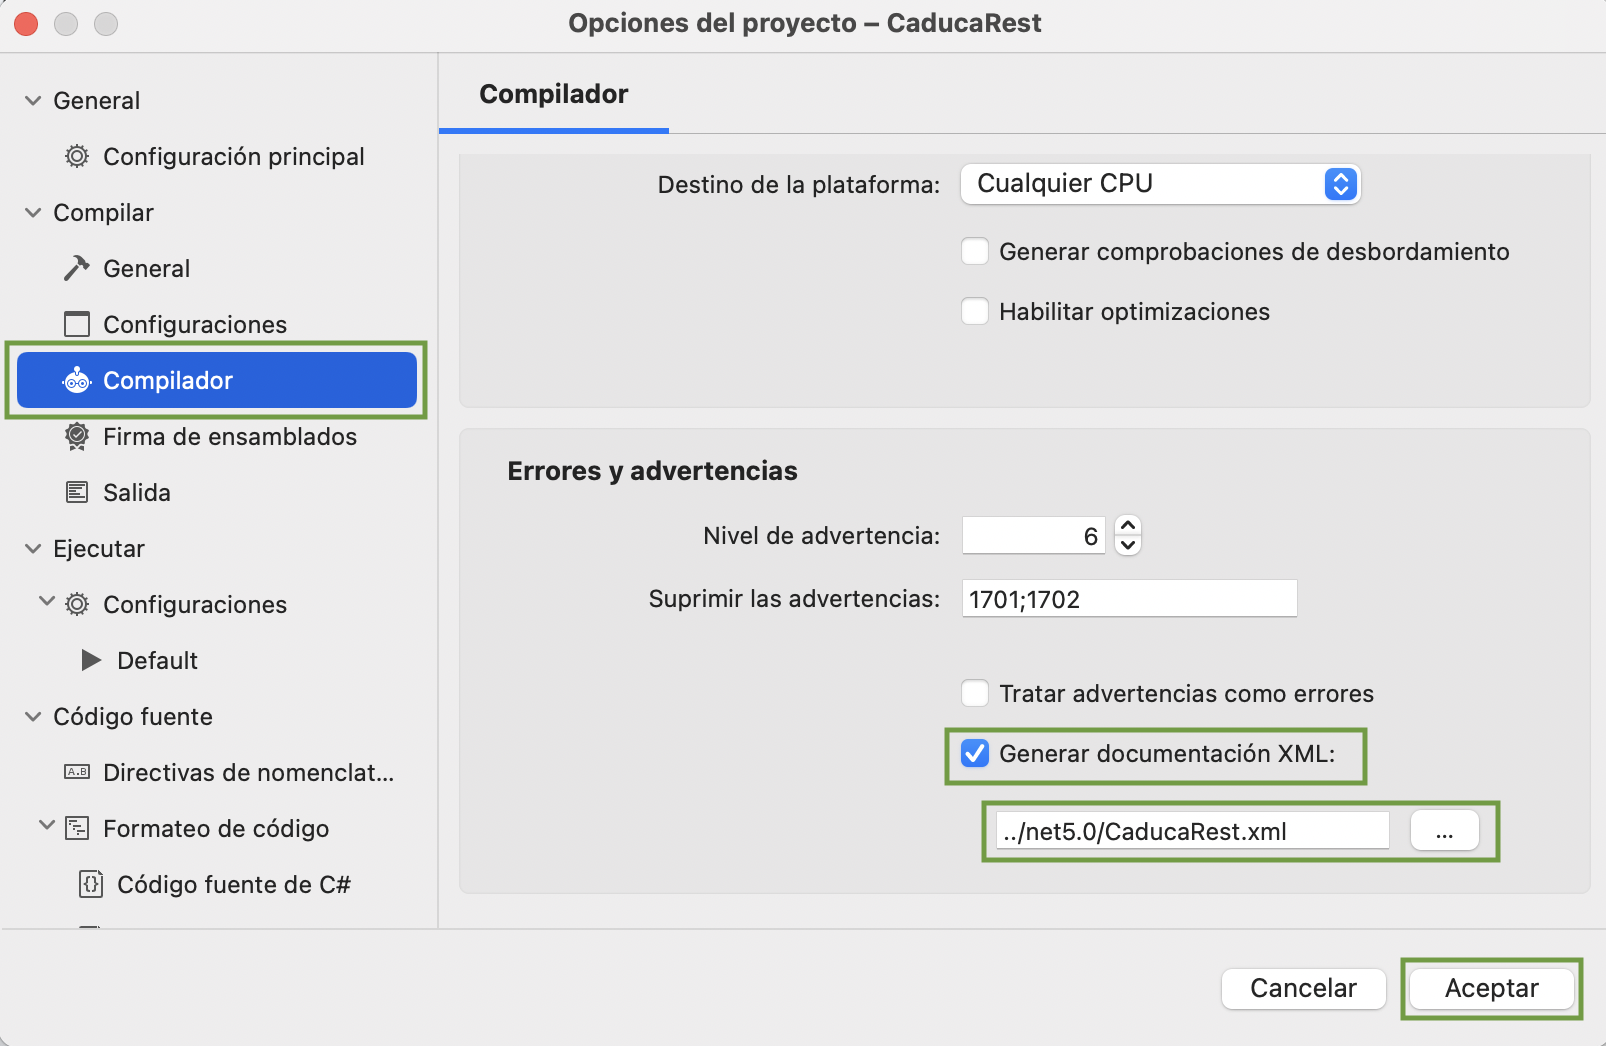 Opciones del proyecto – CaducaRest
General
Configuración principal
Compilar
General
Configuraciones
Compilador
Firma de ensamblados
Salida
Ejecutar
Configuraciones
Default
Código fuente
A.B
Directivas de nomenclat...
Formateo de código
{} Código fuente de C#
Compilador
Destino de la plataforma: Cualquier CPU
Generar comprobaciones de desbordamiento
Habilitar optimizaciones
Errores y advertencias
Nivel de advertencia: 6
Suprimir las advertencias: 1701;1702
Tratar advertencias como errores
Generar documentación XML:
../net5.0/CaducaRest.xml ...
Cancelar Aceptar